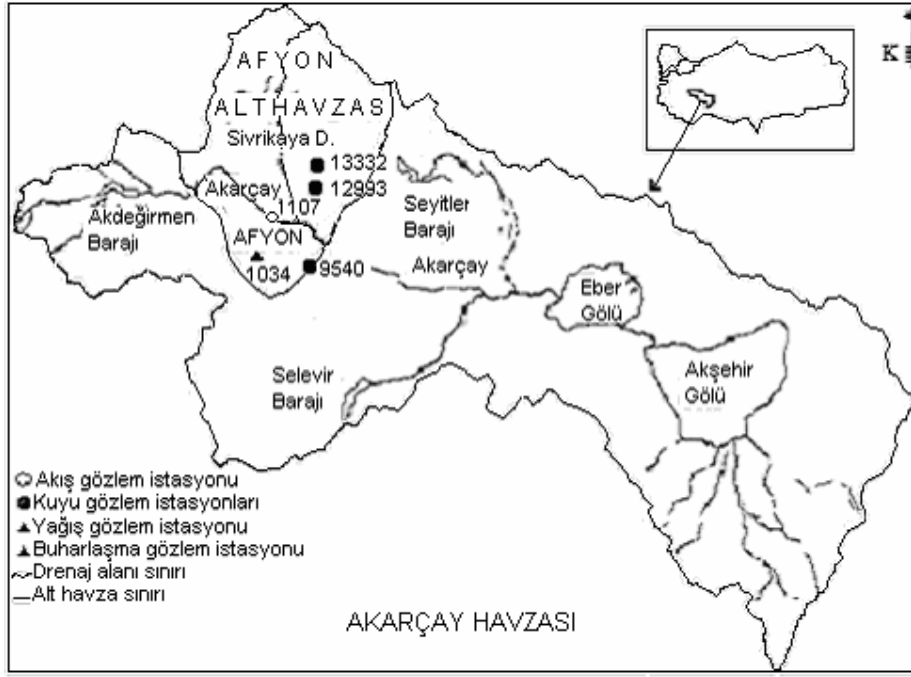 AFYON
K
ALTHAVZAS
Sivrikaya D.
13332
12993
Akarçay
1107
Seyitler
Barajı
Akdeğirmen
Barajı
AFYON
1034
9540
Akarçay
Eber
Gölü
Selevir
Barajı
Akşehir
Gölü
Akış gözlem istasyonu
Kuyu gözlem istasyonları
Yağış gözlem istasyonu
Buharlaşma gözlem istasyonu
Drenaj alanı sınırı
Alt havza sınırı
AKARÇAY HAVZASI